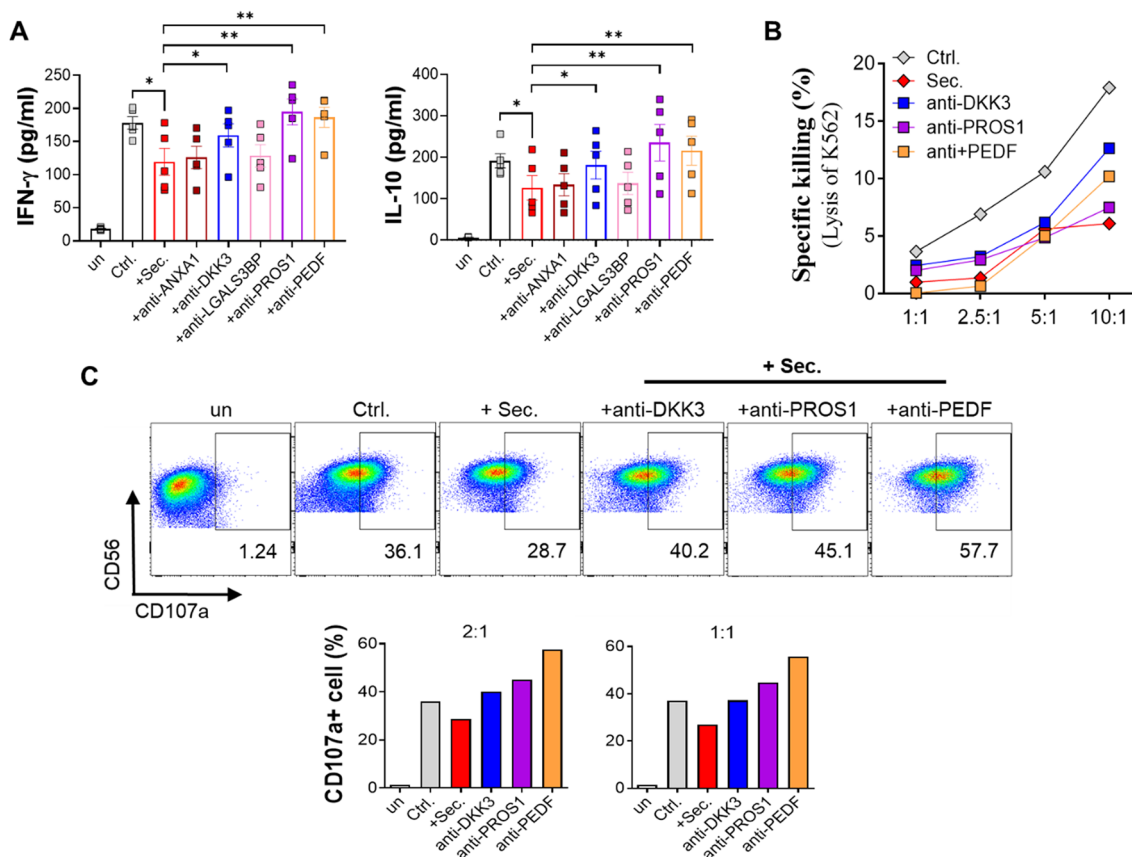 A
**
**
*
*
IFN-γ (pg/ml)
250
200
150
100
50
0
un
Ctrl.
+Sec.
+anti-ANXA1
+anti-DKK3
+anti-LGALS3BP
+anti-PROS1
+anti-PEDF
**
**
*
*
IL-10 (pg/ml)
400
300
200
100
0
un
Ctrl.
+Sec.
+anti-ANXA1
+anti-DKK3
+anti-LGALS3BP
+anti-PROS1
+anti-PEDF
B
Specific killing (%)
(Lysis of K562)
20
15
10
5
0
1:1
2.5:1
5:1
10:1
Ctrl.
Sec.
anti-DKK3
anti-PROS1
anti+PEDF
C
+ Sec.
un
Ctrl.
+ Sec.
+anti-DKK3
+anti-PROS1
+anti-PEDF
1.24
36.1
28.7
40.2
45.1
57.7
CD56
CD107a
CD107a+ cell (%)
2:1
60
40
20
0
un
Ctrl.
+Sec.
anti-DKK3
anti-PROS1
anti-PEDF
1:1
60
40
20
0
un
Ctrl.
+Sec.
anti-DKK3
anti-PROS1
anti-PEDF